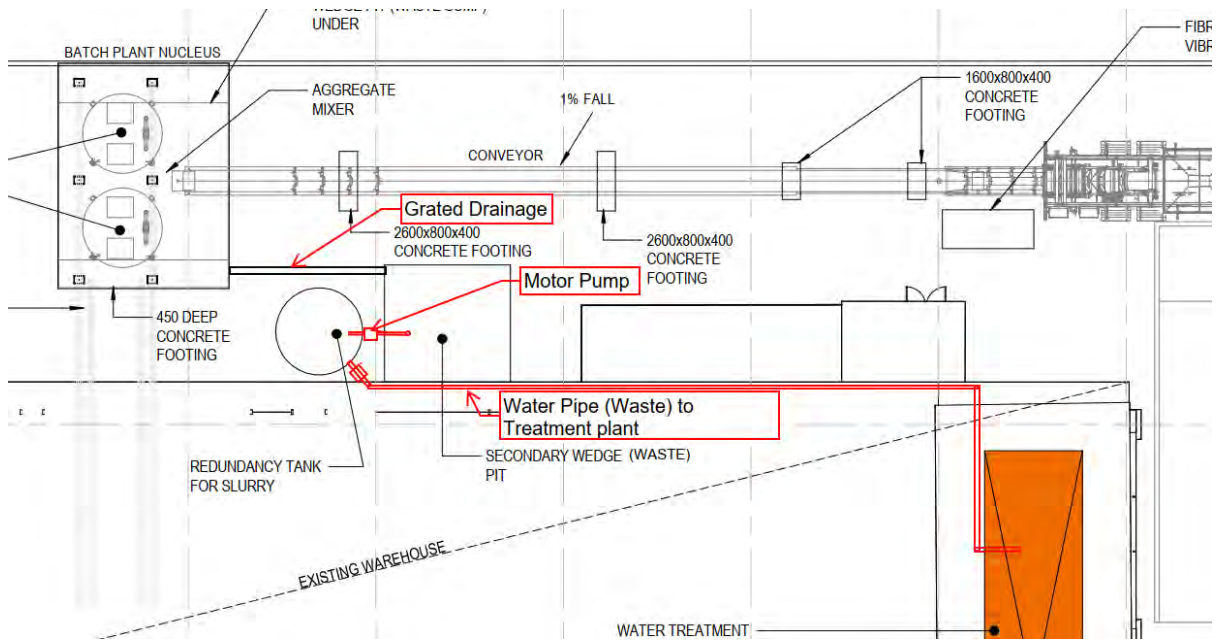 UNDER
BATCH PLANT NUCLEUS
AGGREGATE
MIXER
1% FALL
CONVEYOR
1600x800x400
CONCRETE
FOOTING
Grated Drainage
2600x800x400
CONCRETE FOOTING
2600x800x400
CONCRETE
FOOTING
Motor Pump
450 DEEP
CONCRETE
FOOTING
Water Pipe (Waste) to
Treatment plant
REDUNDANCY TANK
FOR SLURRY
SECONDARY WEDGE (WASTE)
PIT
EXISTING WAREHOUSE
WATER TREATMENT